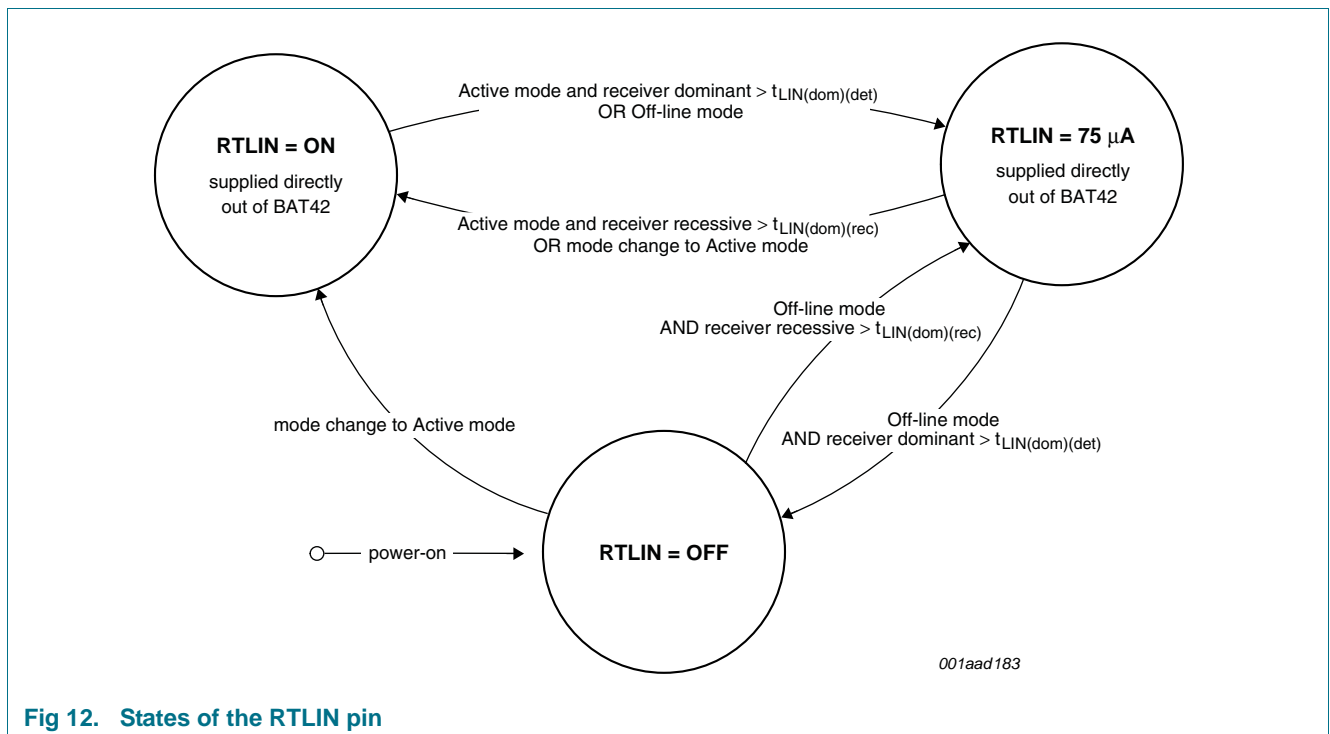 Active mode and receiver dominant > tLIN(dom)(det)
OR Off-line mode
RTLIN = ON
supplied directly
out of BAT42
RTLIN = 75 μA
supplied directly
out of BAT42
Active mode and receiver recessive > tLIN(dom)(rec)
OR mode change to Active mode
Off-line mode
AND receiver recessive > tLIN(dom)(rec)
mode change to Active mode
Off-line mode
AND receiver dominant > tLIN(dom)(det)
power-on
RTLIN = OFF
001aad183
Fig 12. States of the RTLIN pin